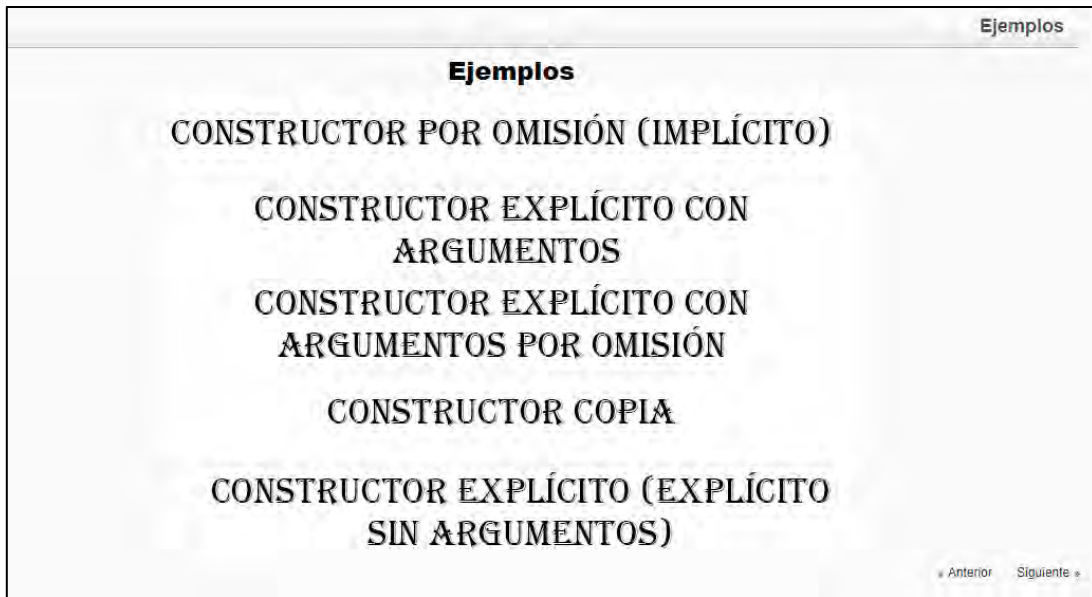 Ejemplos
Ejemplos
CONSTRUCTOR POR OMISIÓN (IMPLÍCITO)
CONSTRUCTOR EXPLÍCITO CON
ARGUMENTOS
CONSTRUCTOR EXPLÍCITO CON
ARGUMENTOS POR OMISIÓN
CONSTRUCTOR COPIA
CONSTRUCTOR EXPLÍCITO (EXPLÍCITO
SIN ARGUMENTOS)
« Anterior Siguiente »